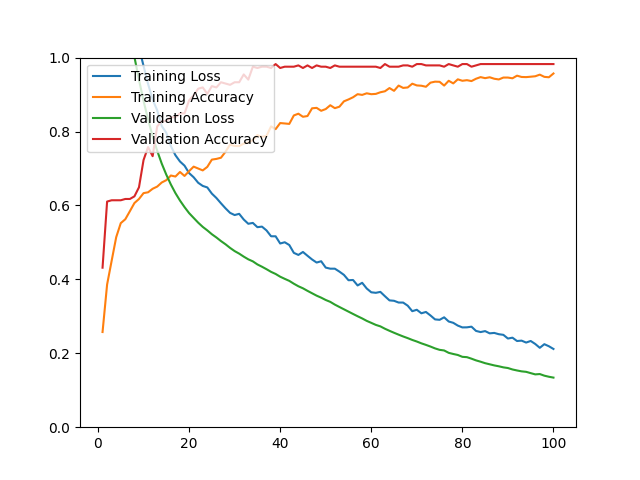 1.0
0.8
0.6
0.4
0.2
0.0
0 20 40 60 80 100
Training Loss
Training Accuracy
Validation Loss
Validation Accuracy